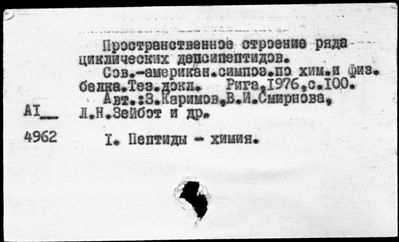 Пространственное строение ряда
циклических депсипептидов.
Сов.-американ.симпоз.по хим.и физ.
белка.Тез.докл. Рига,1976,с.100.
Авт.:З.Каримов,В.И.Смирнова,
АI__ Л.Н.Зейбот и др.
4962 I. Пептиды - химия.